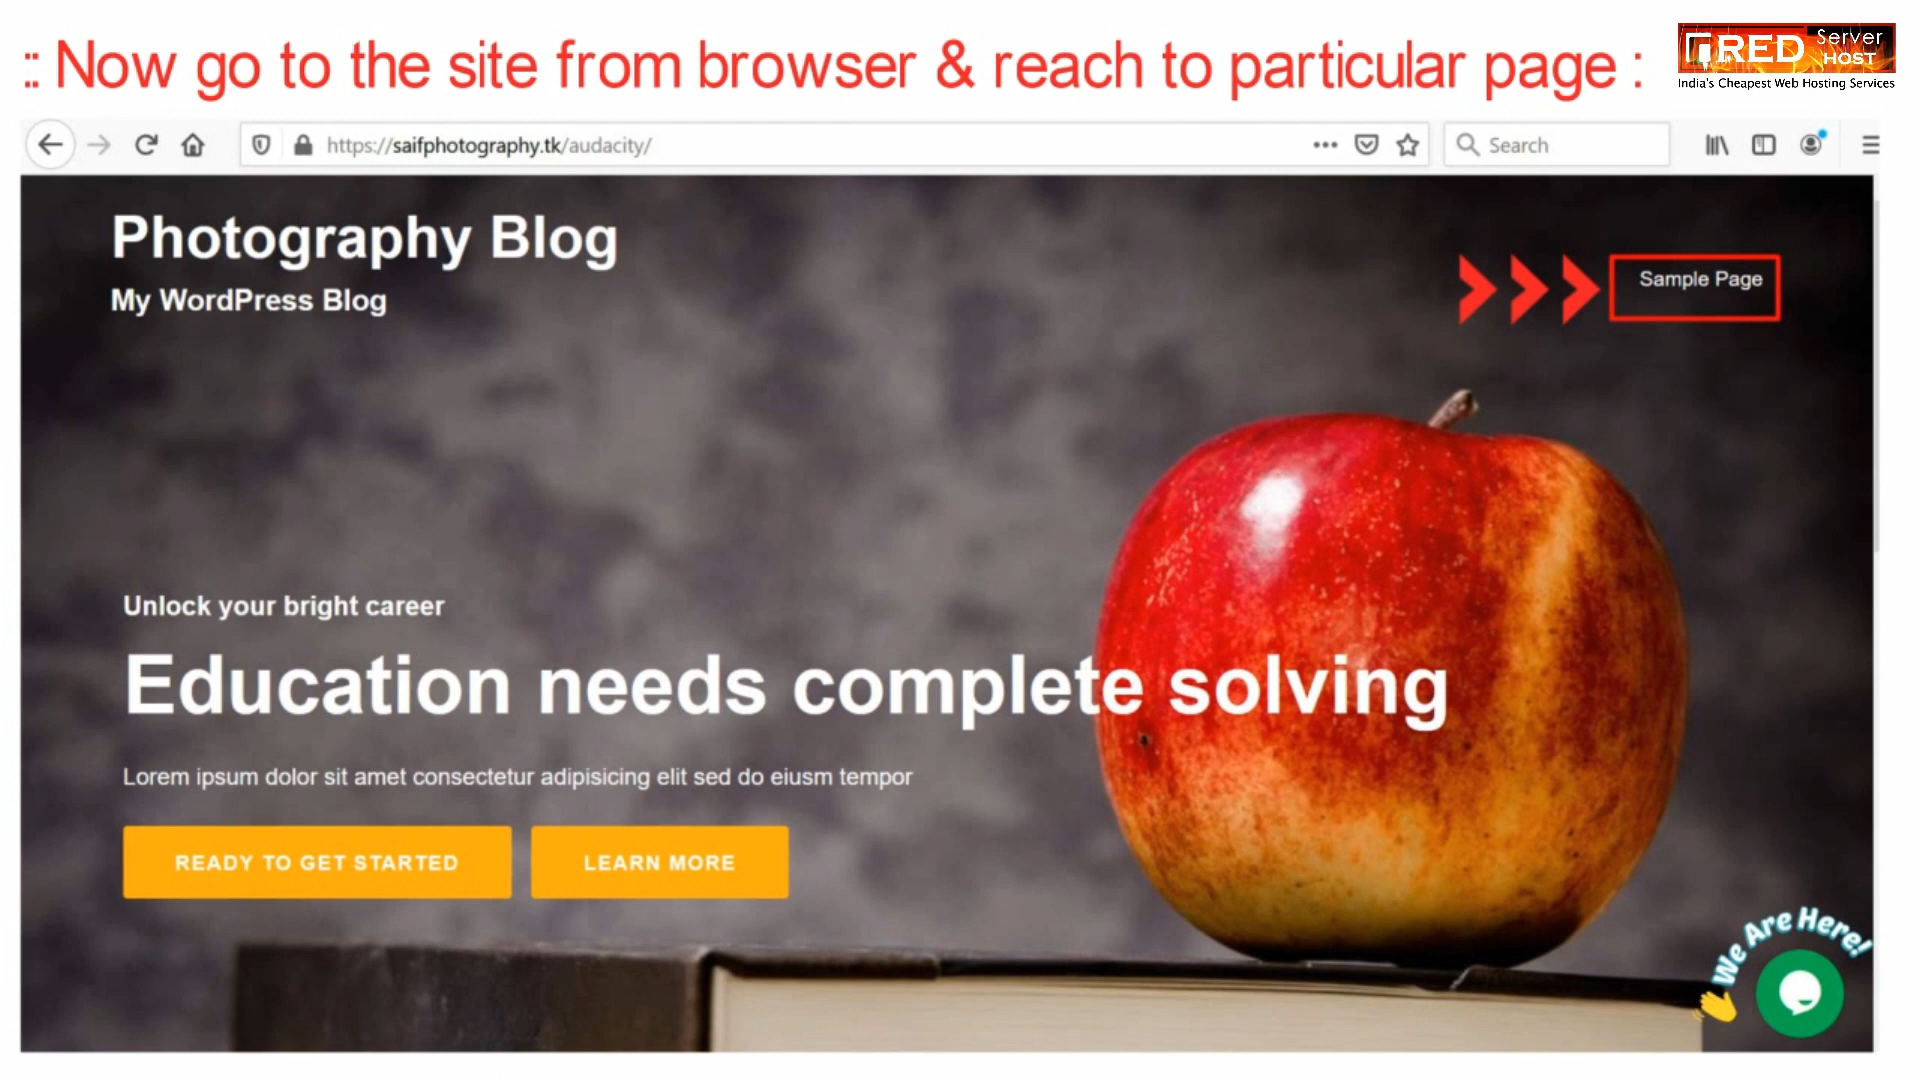 :: Now go to the site from browser & reach to particular page :
RED Server
HOST
India's Cheapest Web Hosting Services
https://saifphotography.tk/audacity/
Search
Photography Blog
My WordPress Blog
Sample Page
Unlock your bright career
Education needs complete solving
Lorem ipsum dolor sit amet consectetur adipisicing elit sed do eiusm tempor
READY TO GET STARTED
LEARN MORE
We Are Here!